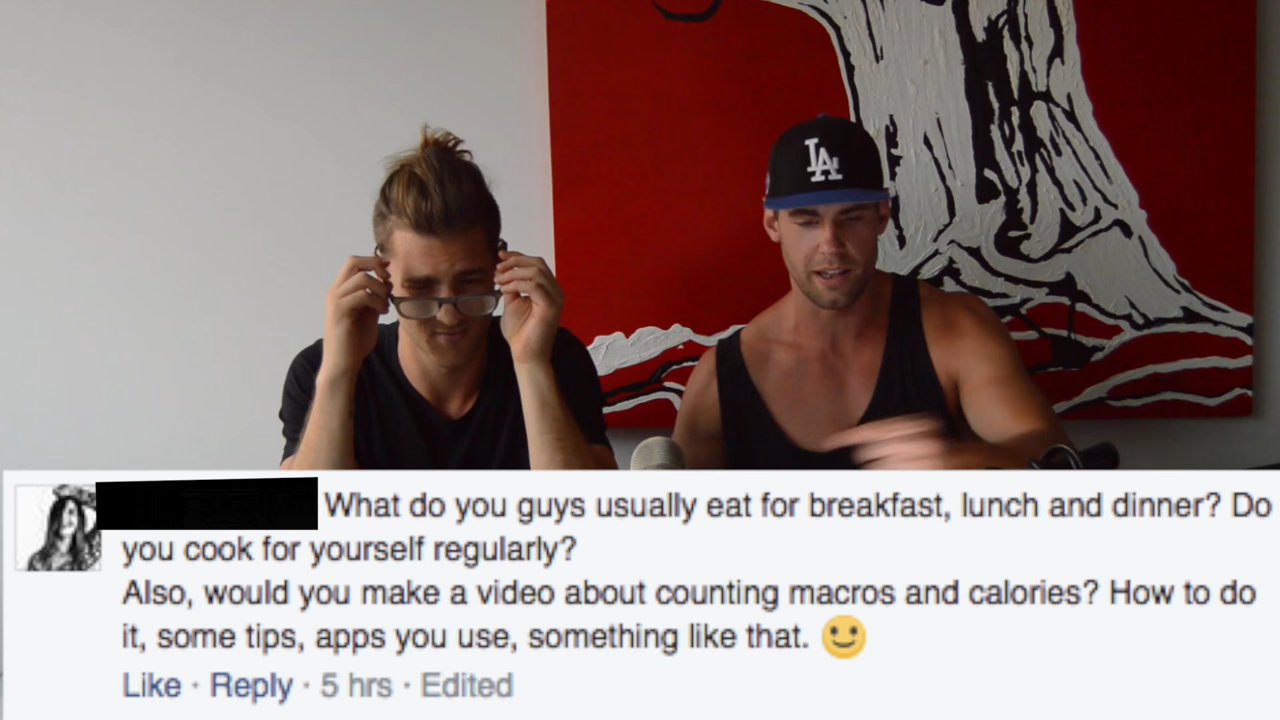 LA
What do you guys usually eat for breakfast, lunch and dinner? Do
you cook for yourself regularly?
Also, would you make a video about counting macros and calories? How to do
it, some tips, apps you use, something like that. 🙂
Like · Reply · 5 hrs · Edited